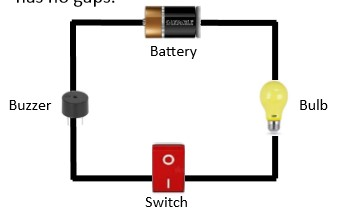 has no gaps.
Battery
Buzzer
Bulb
Switch